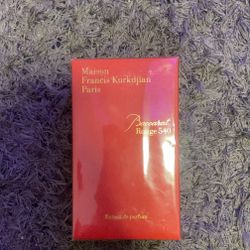 Maison
Francis Kurkdjian
Paris
Baccarat
Rouge 540
Extrait de parfum